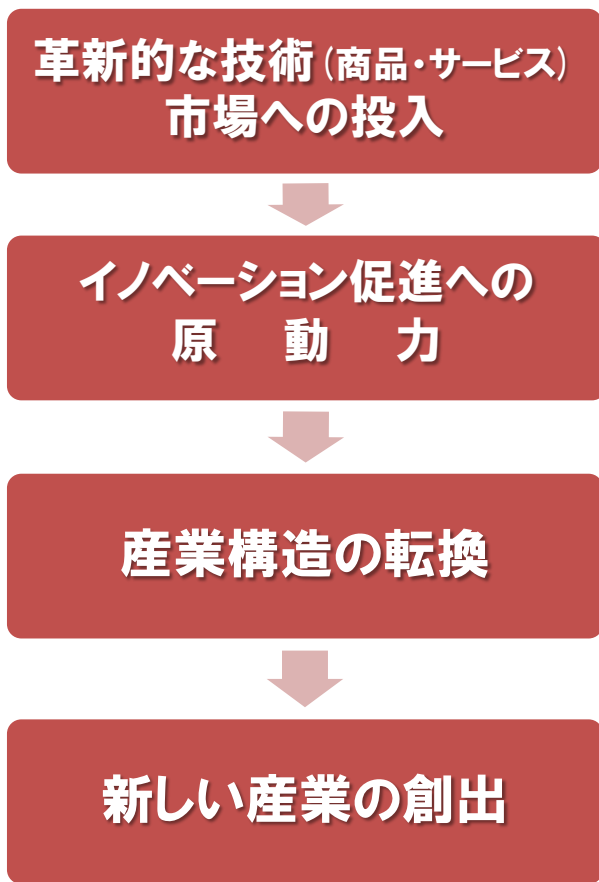 革新的な技術（商品・サービス）
市場への投入
イノベーション促進への
原　動　力
産業構造の転換
新しい産業の創出